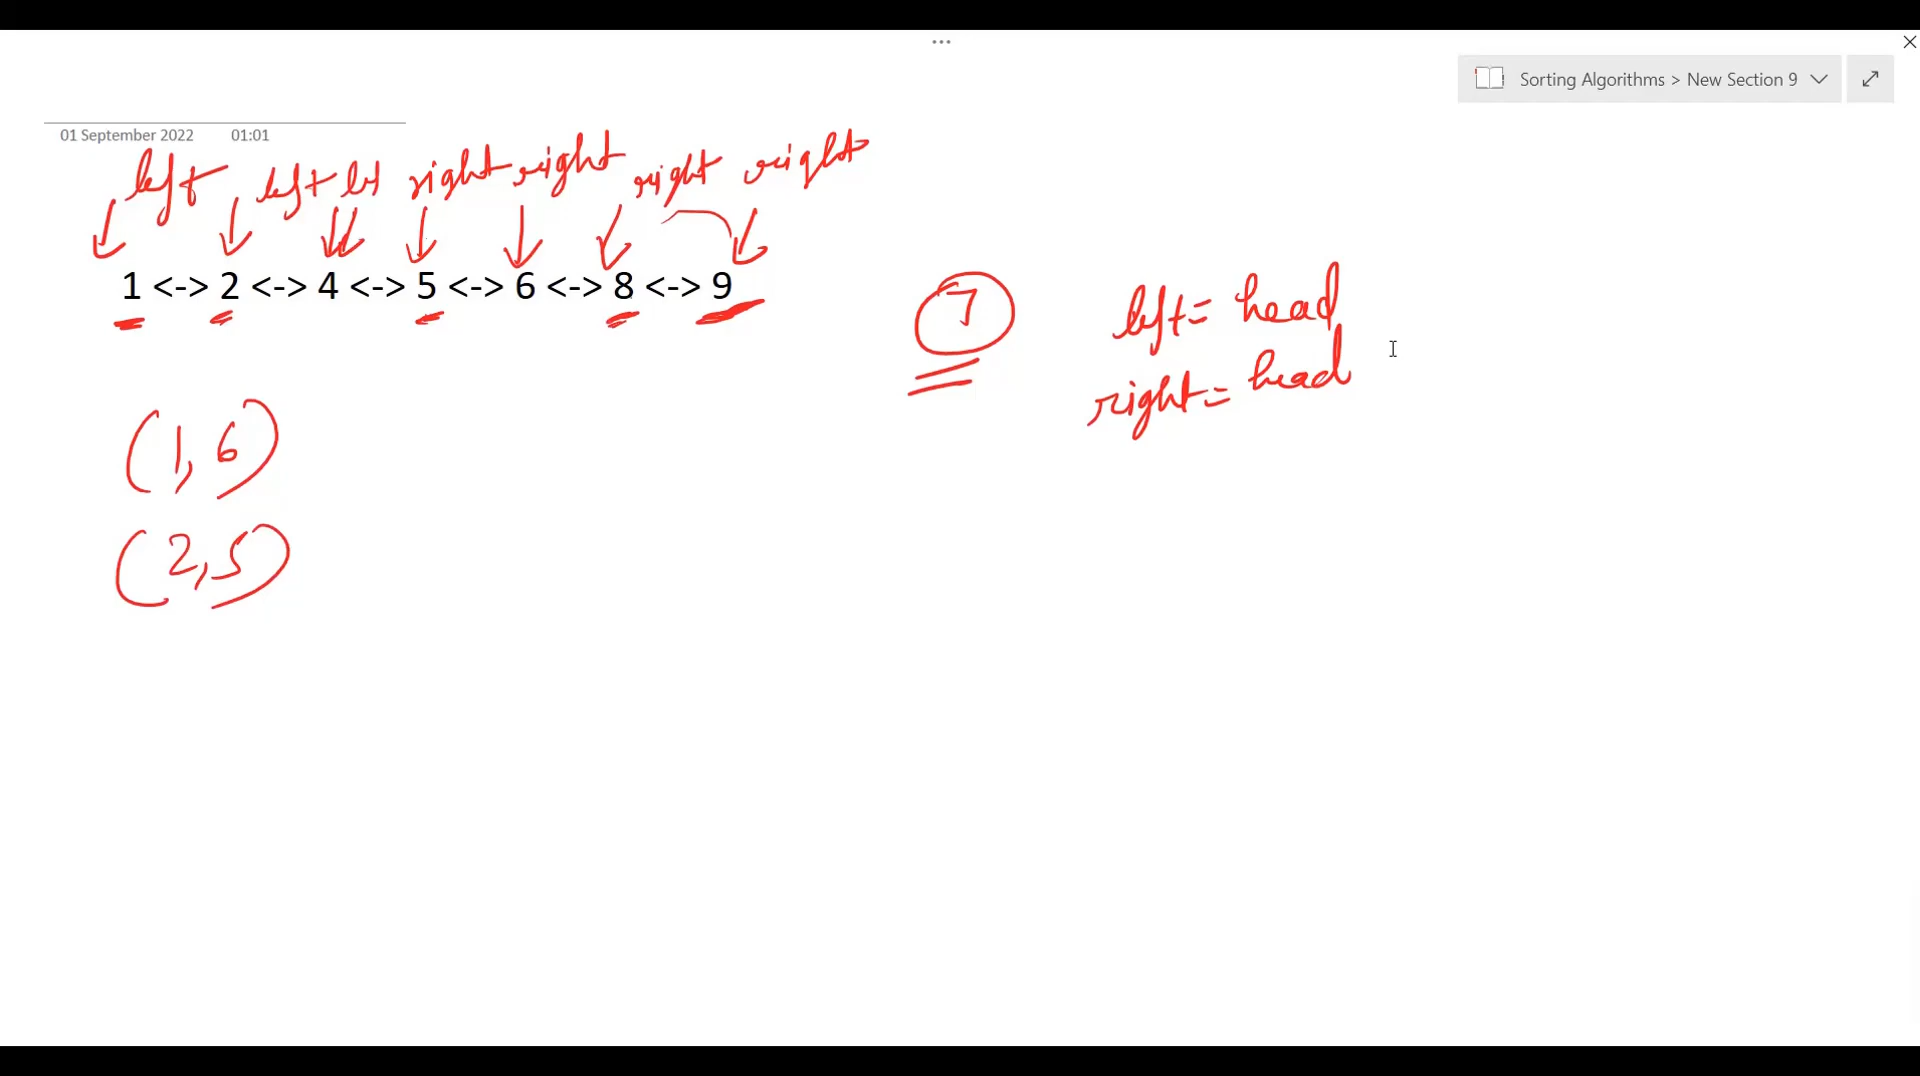 Sorting Algorithms > New Section 9
01 September 2022 01:01
left left left right right right right
1 <-> 2 <-> 4 <-> 5 <-> 6 <-> 8 <-> 9
7
left = head
right = head
(1, 6)
(2, 5)